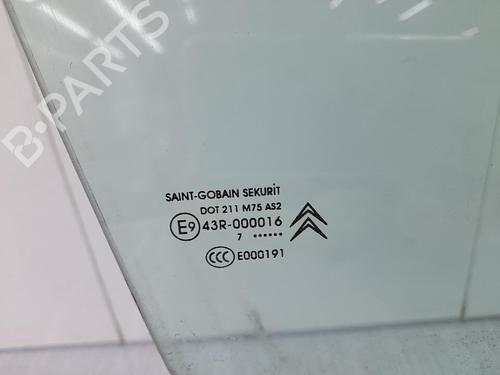 B-PARTS
SAINT-GOBAIN SEKURIT
DOT 211 M75 AS2
E9 43R-000016
7 ••••••
CCC E000191